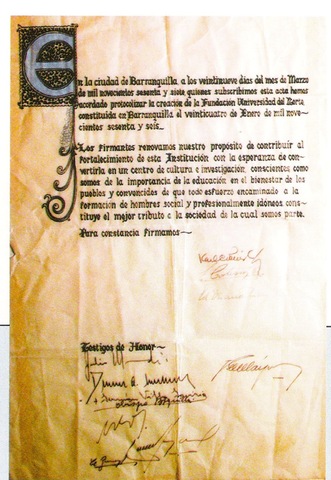 En la ciudad de Barranquilla, a los veintinueve días del mes de Marzo
de mil novecientos sesenta y siete quienes subscribimos esta acta hemos
acordado protocolizar la creación de la Fundación Universidad del Norte,
constituida en Barranquilla el veinticuatro de Enero de mil nove-
cientos sesenta y seis
Los firmantes renovamos nuestro propósito de contribuir al
fortalecimiento de esta Institución con la esperanza de con-
vertirla en un centro de cultura e investigación, conscientes como
somos de la importancia de la educación en el bienestar de los
pueblos y convencidos de que todo esfuerzo encaminado a la
formación de hombres social y profesionalmente idóneos cons-
tituye el mejor tributo a la sociedad de la cual somos parte.
Para constancia firmamos
Testigos de Honor